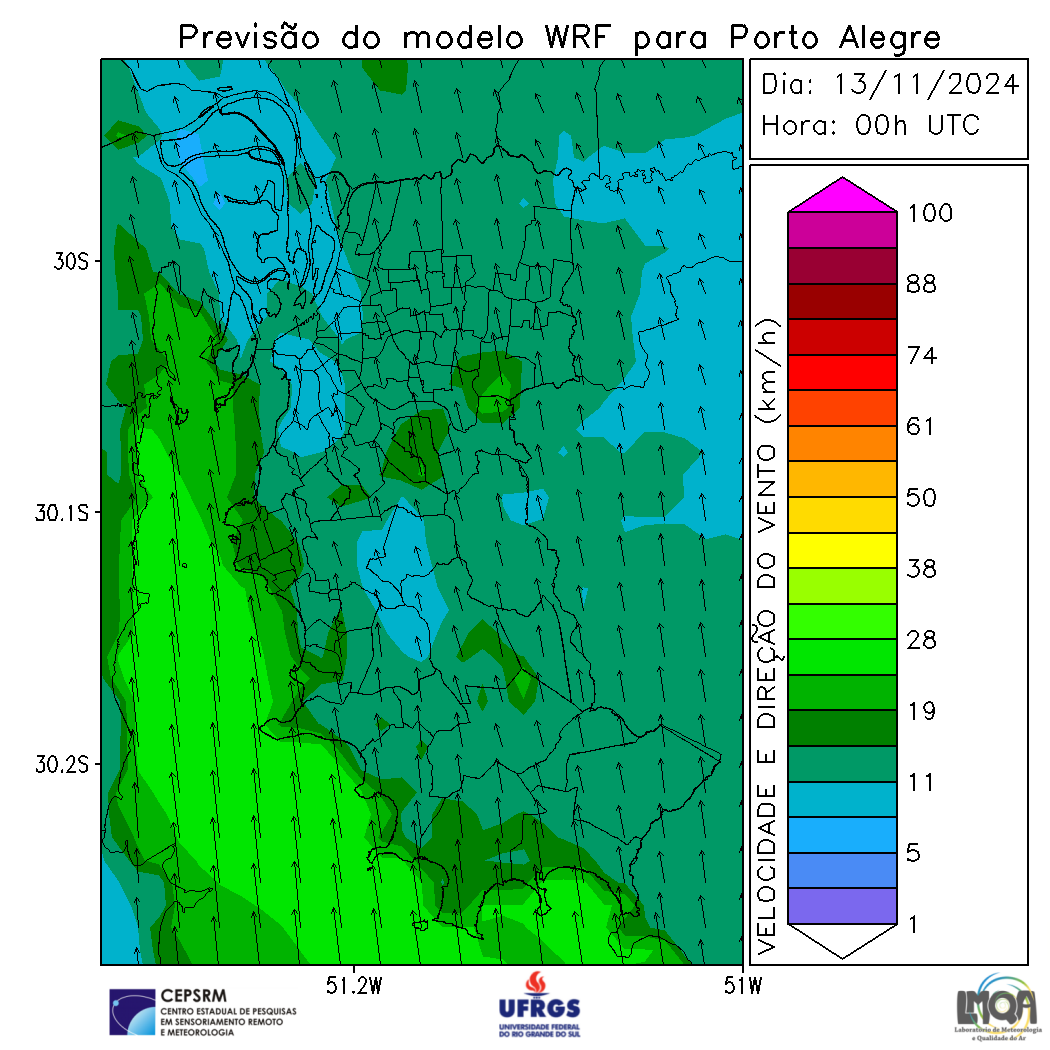 Previsão do modelo WRF para Porto Alegre
Dia: 13/11/2024
Hora: 00h UTC
30S
30.1S
30.2S
51.2W
51W
VELOCIDADE E DIREÇÃO DO VENTO (km/h)
100
88
74
61
50
38
28
19
11
5
1
CEPSRM
CENTRO ESTADUAL DE PESQUISAS
EM SENSORIAMENTO REMOTO
E METEOROLOGIA
UFRGS
UNIVERSIDADE FEDERAL
DO RIO GRANDE DO SUL
LMQA
Laboratório de Meteorologia
e Qualidade do Ar